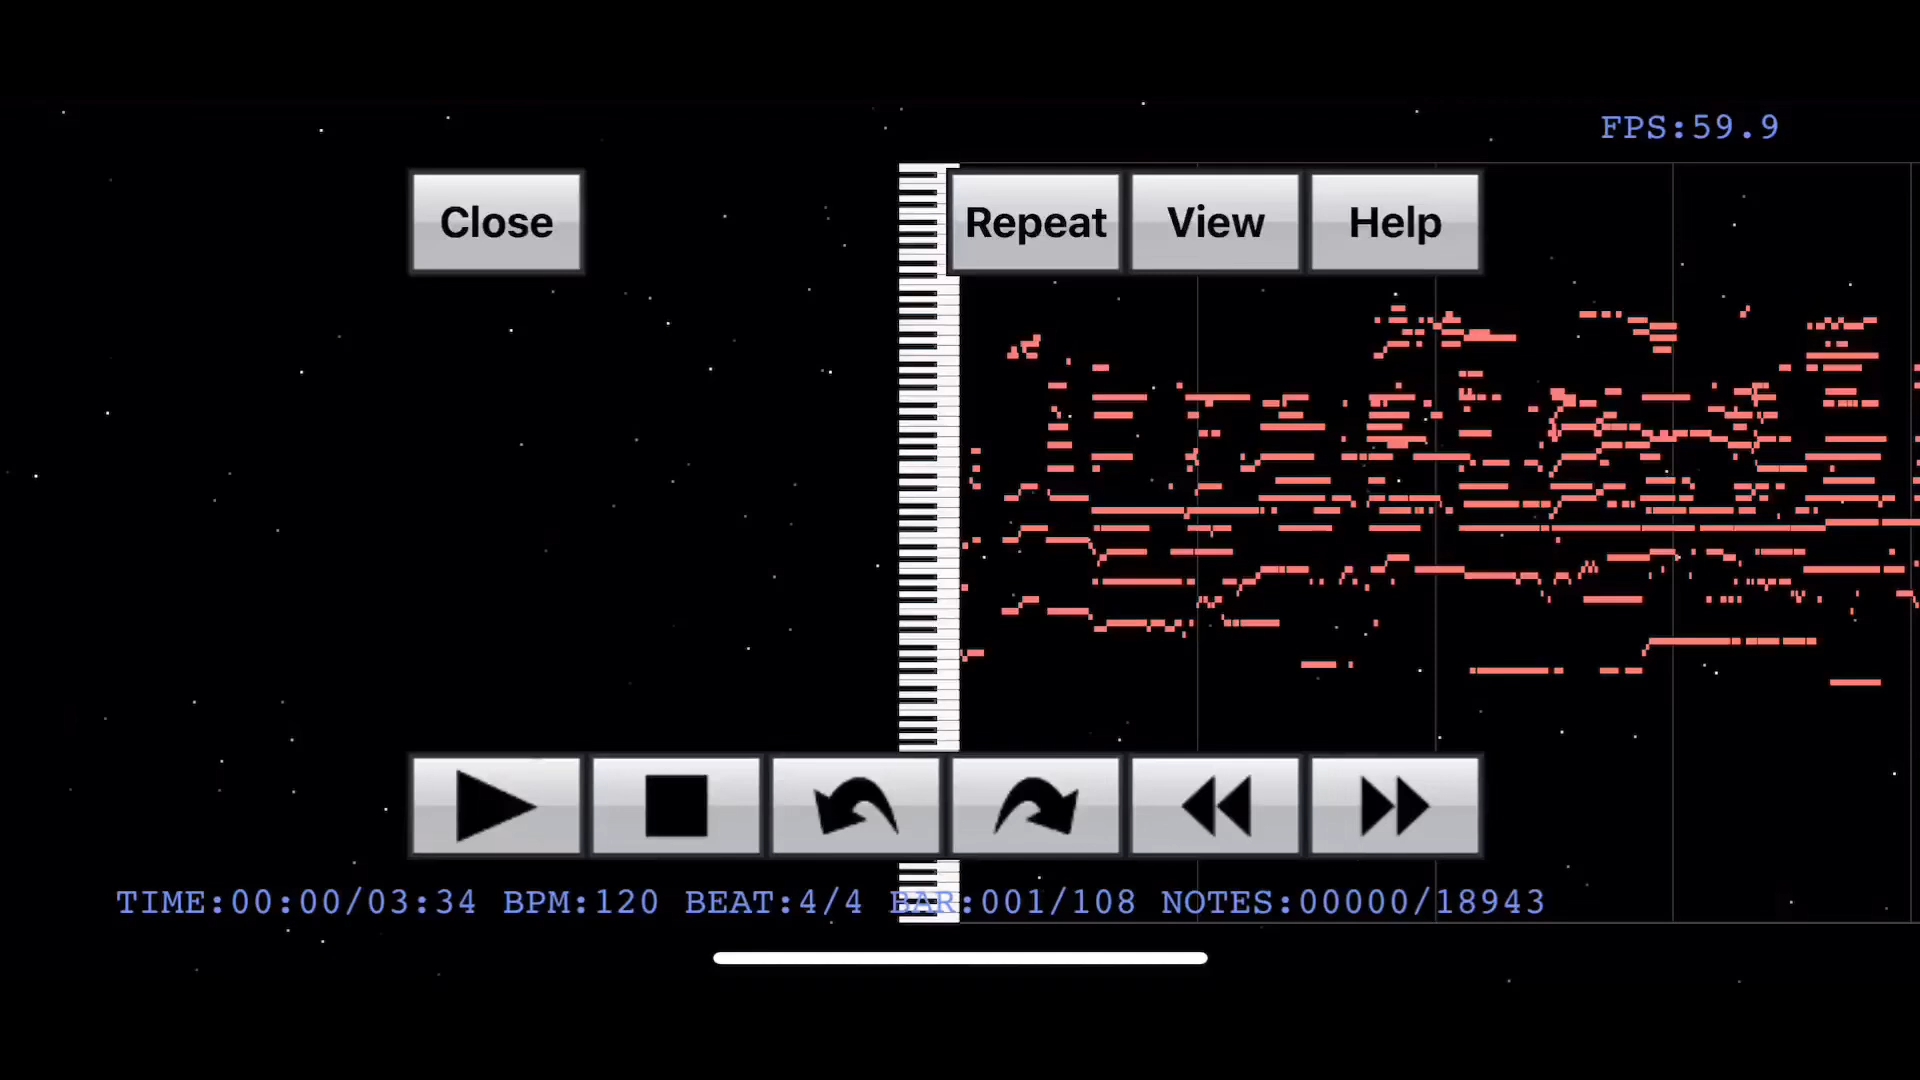 FPS:59.9
Close
Repeat View Help
TIME:00:00/03:34 BPM:120 BEAT:4/4 BAR:001/108 NOTES:00000/18943